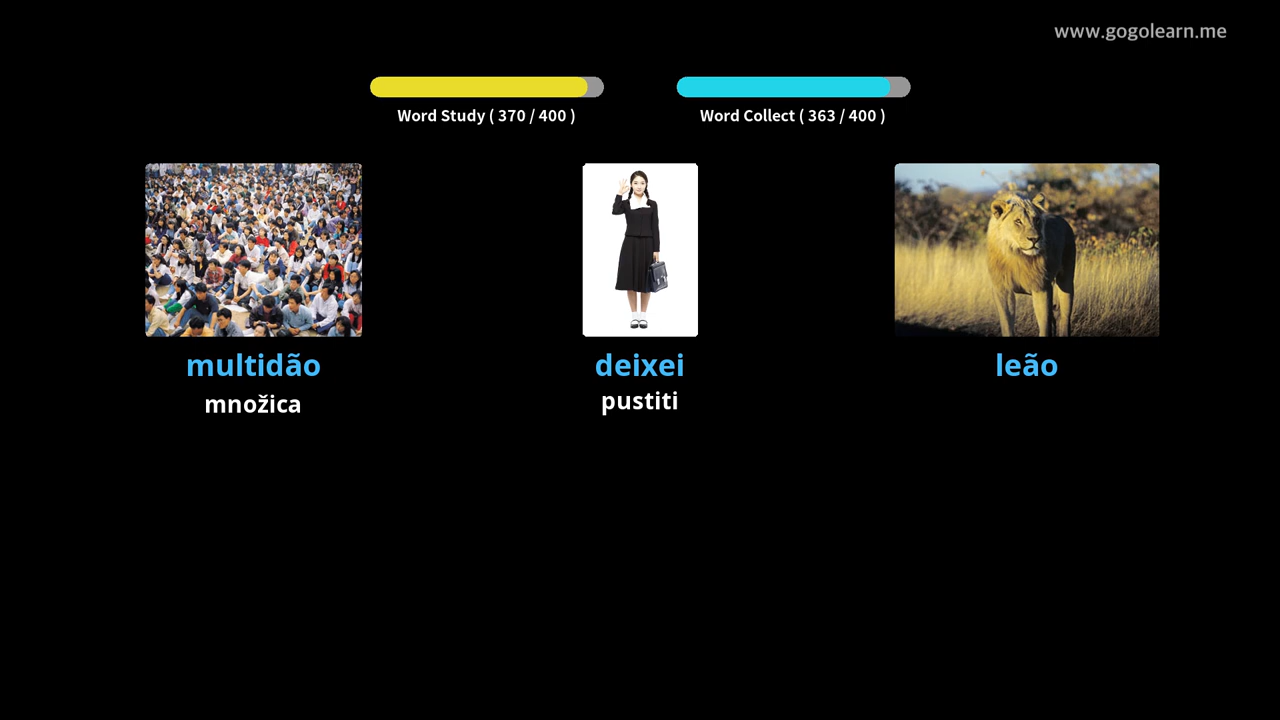 www.gogolearn.me
Word Study ( 370 / 400 )
Word Collect ( 363 / 400 )
multidão
deixei
leão
množica
pustiti